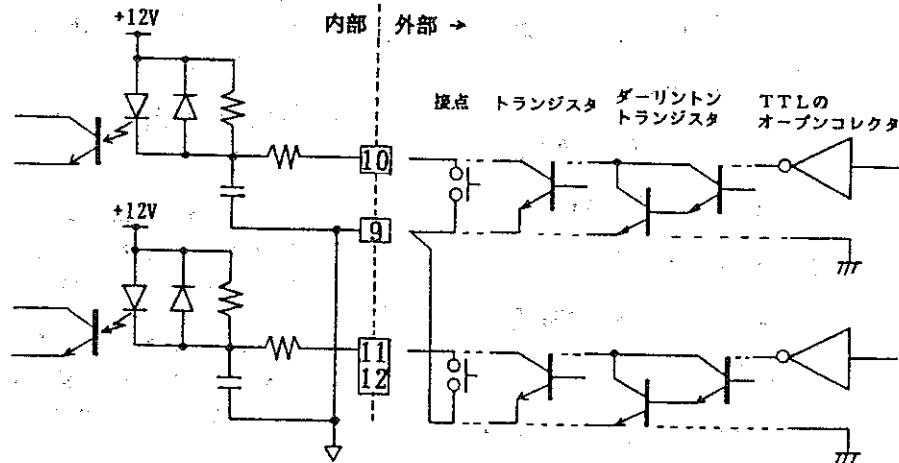 +12V
内部 外部 →
接点 トランジスタ ダーリントン
トランジスタ TTLの
オープンコレクタ
10
9
+12V
11
12